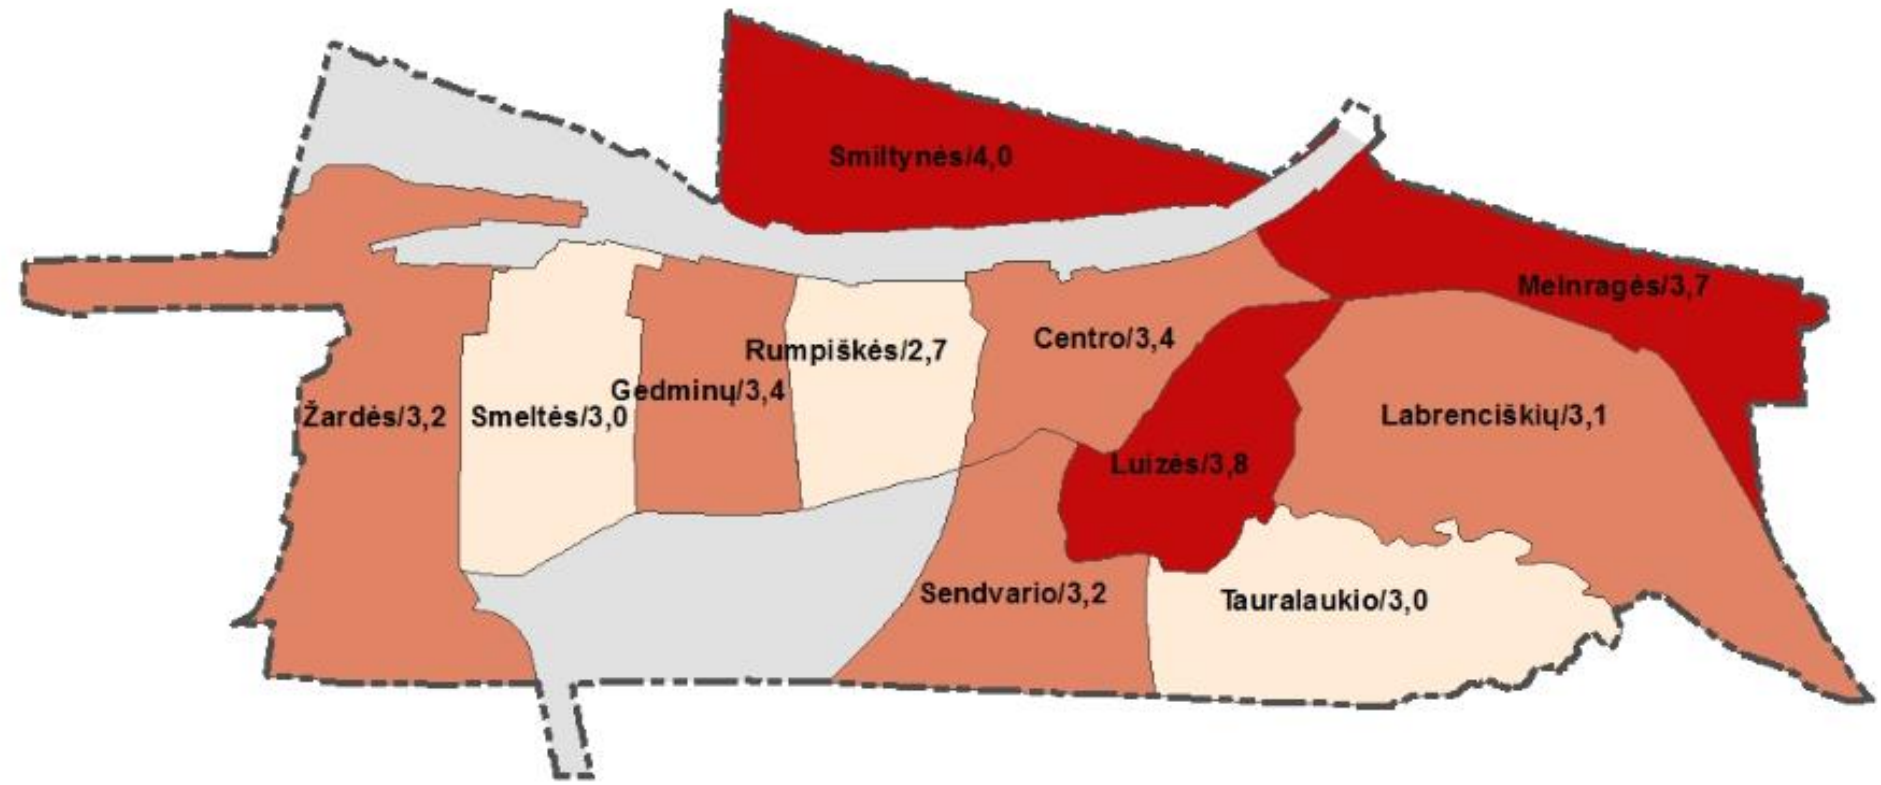 Smiltynės/4,0
Melnragės/3,7
Centro/3,4
Rumpiškės/2,7
Gedminų/3,4
Žardės/3,2
Smeltės/3,0
Labrenciškių/3,1
Luizės/3,8
Sendvario/3,2
Tauralaukio/3,0